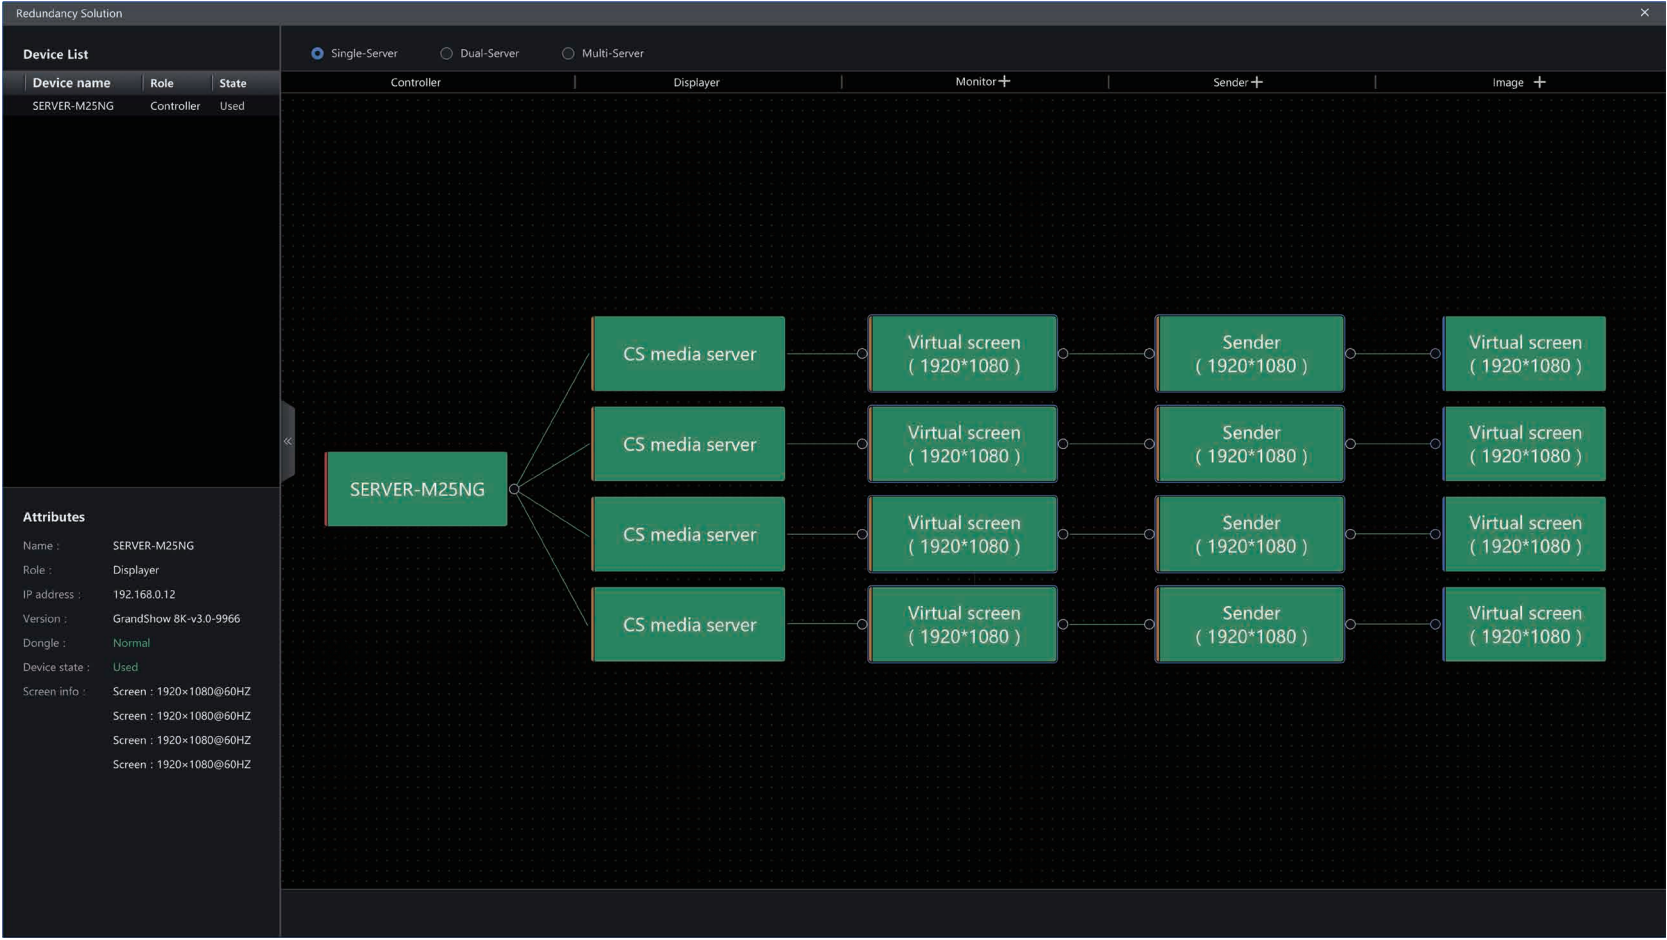 Redundancy Solution
Device List
Device name Role State
SERVER-M25NG Controller Used
Single-Server Dual-Server Multi-Server
Controller Displayer Monitor+ Sender+ Image +
CS media server
Virtual screen
( 1920*1080 )
Sender
( 1920*1080 )
Virtual screen
( 1920*1080 )
CS media server
Virtual screen
( 1920*1080 )
Sender
( 1920*1080 )
Virtual screen
( 1920*1080 )
SERVER-M25NG
CS media server
Virtual screen
( 1920*1080 )
Sender
( 1920*1080 )
Virtual screen
( 1920*1080 )
CS media server
Virtual screen
( 1920*1080 )
Sender
( 1920*1080 )
Virtual screen
( 1920*1080 )
Attributes
Name : SERVER-M25NG
Role : Displayer
IP address : 192.168.0.12
Version : GrandShow 8K-v3.0-9966
Dongle : Normal
Device state : Used
Screen info : Screen : 1920×1080@60HZ
Screen : 1920×1080@60HZ
Screen : 1920×1080@60HZ
Screen : 1920×1080@60HZ